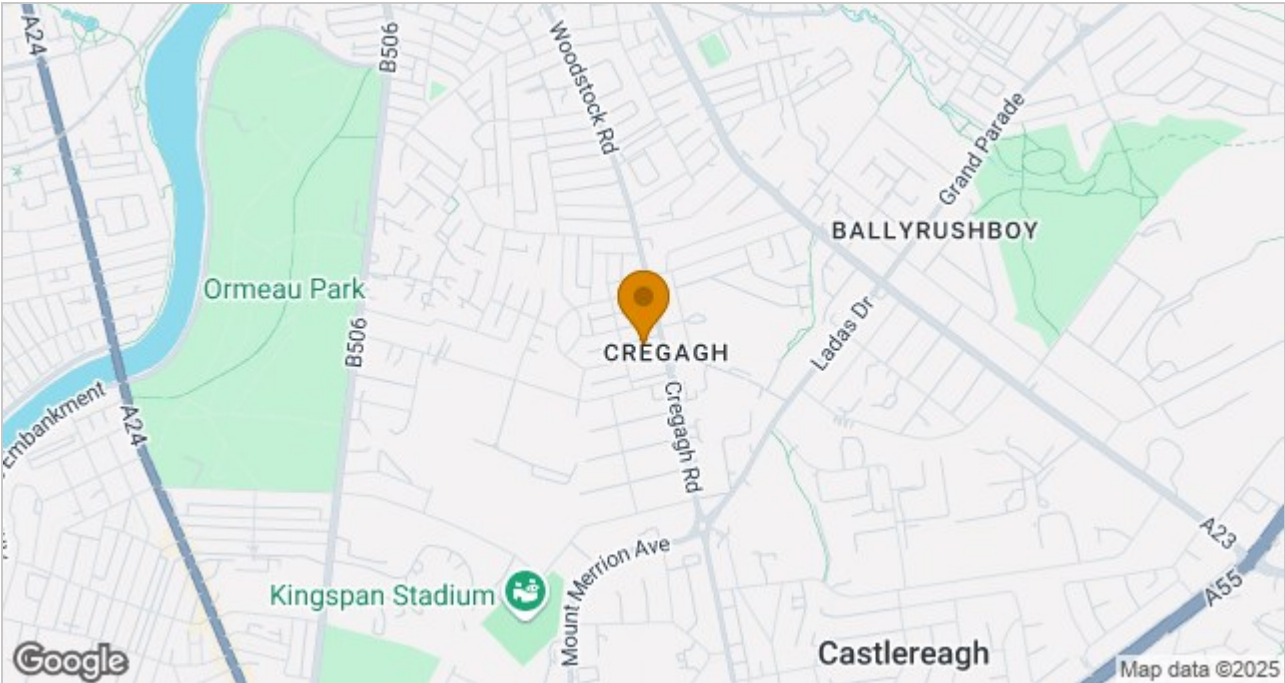 A24
B506
Woodstock Rd
Grand Parade
BALLYRUSHBOY
Ormeau Park
B506
CREGAGH
Ladas Dr
Embankment
A24
Cregagh Rd
A23
Mount Merrion Ave
Kingspan Stadium
A55
Castlereagh
Google
Map data ©2025